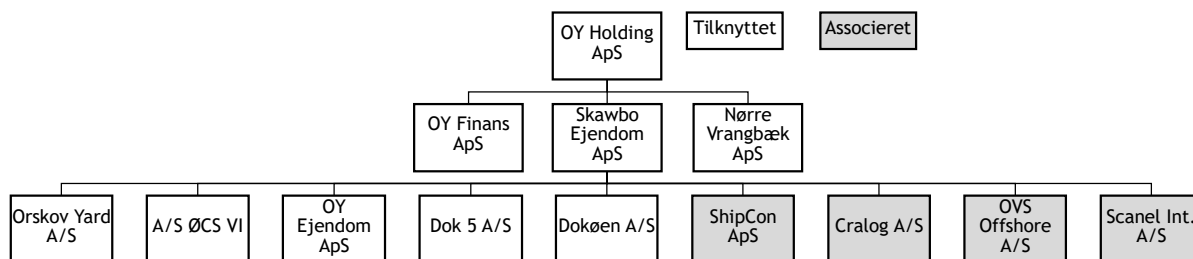 OY Holding
ApS
Tilknyttet
Associeret
OY Finans
ApS
Skawbo
Ejendom
ApS
Nørre
Vrangbæk
ApS
Orskov Yard
A/S
A/S ØCS VI
OY
Ejendom
ApS
Dok 5 A/S
Dokøen A/S
ShipCon
ApS
Cralog A/S
OVS
Offshore
A/S
Scanel Int.
A/S